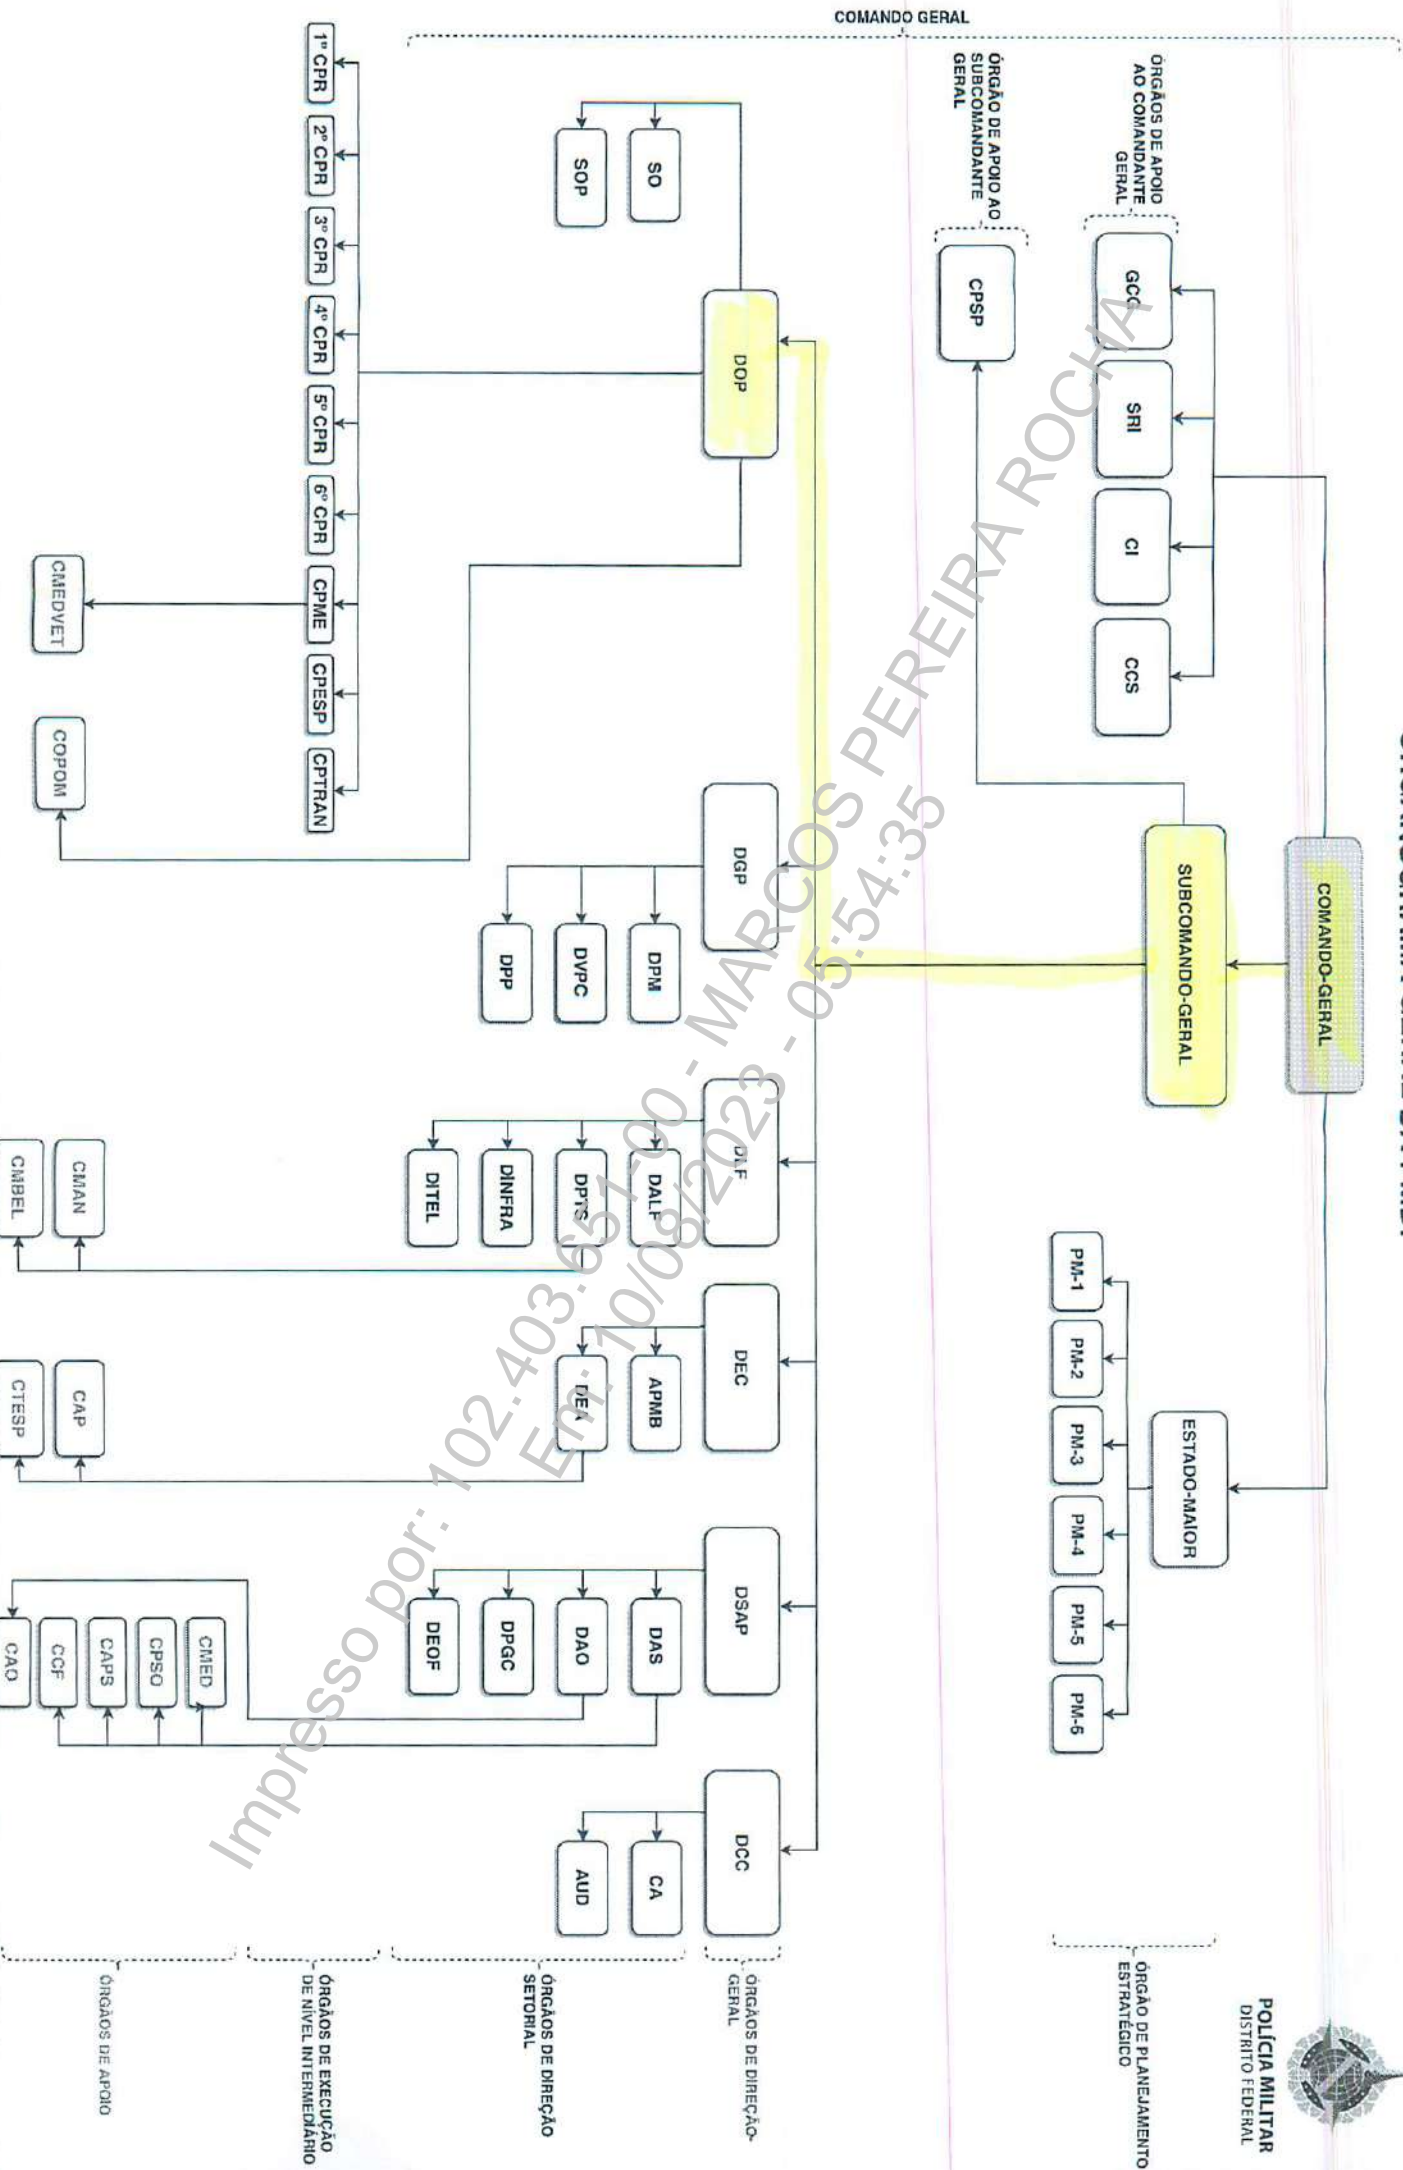 POLÍCIA MILITAR
DISTRITO FEDERAL
COMANDO GERAL
COMANDO-GERAL
SUBCOMANDO-GERAL
ESTADO-MAIOR
ÓRGÃOS DE APOIO
AO COMANDANTE
GERAL
GCG
SRI
CI
CCS
PM-1
PM-2
PM-3
PM-4
PM-5
PM-6
ÓRGÃO DE PLANEJAMENTO
ESTRATÉGICO
ÓRGÃO DE APOIO AO
SUBCOMANDANTE
GERAL
CPSP
DOP
DGP
DLF
DEC
DSAP
DCC
ÓRGÃOS DE DIREÇÃO-
GERAL
SO
SOP
DPM
DVPC
DPP
DALF
DPTS
DINFRA
DITEL
APMB
DEA
DAS
DAO
DPGC
DEOF
CA
AUD
ÓRGÃOS DE DIREÇÃO
SETORIAL
1º CPR
2º CPR
3º CPR
4º CPR
5º CPR
6º CPR
CPME
CPESP
CPTRAN
ÓRGÃOS DE EXECUÇÃO
DE NÍVEL INTERMEDIÁRIO
CMEDVET
COPOM
CMAN
CMBEL
CAP
CTESP
CMED
CPSO
CAPS
CCF
CAO
ÓRGÃOS DE APOIO
Impresso por: 102.403.651-00 - MARCOS PEREIRA ROCHA
Em: 10/08/2023 - 05:54:35